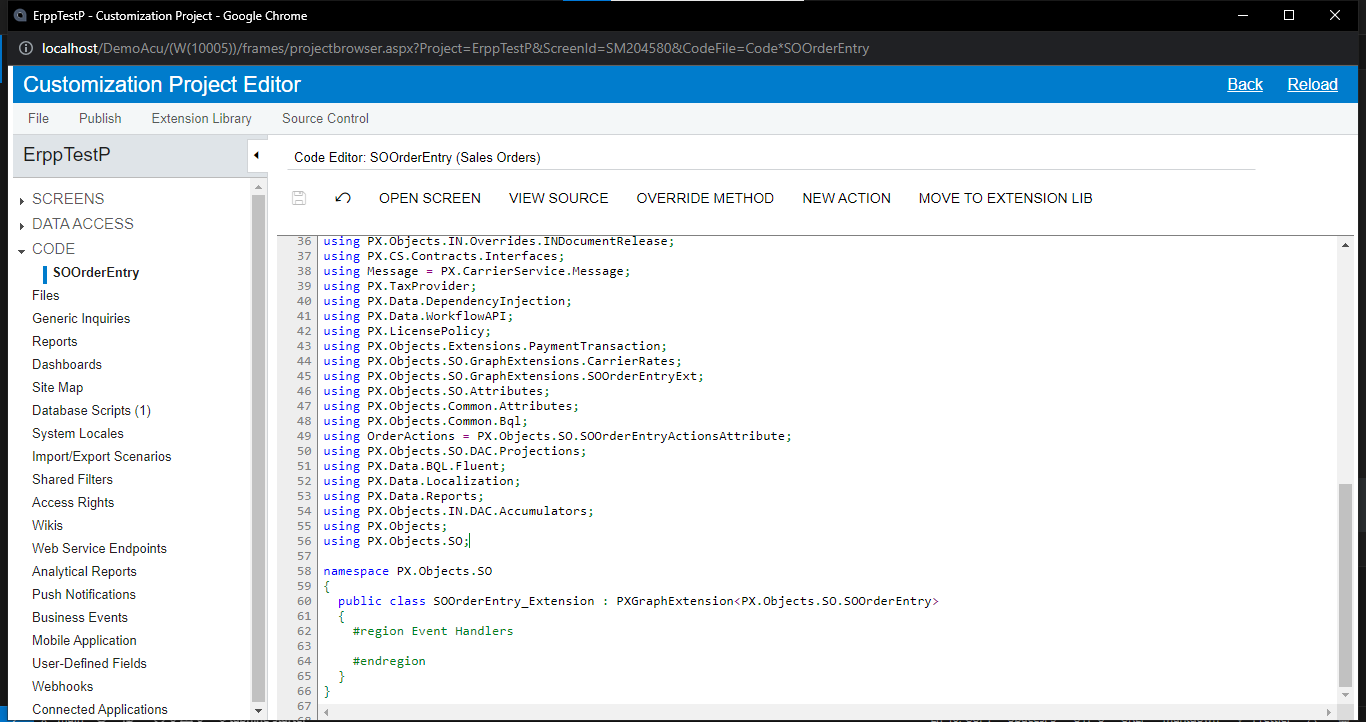 ErppTestP - Customization Project - Google Chrome
localhost/DemoAcu/(W(10005))/frames/projectbrowser.aspx?Project=ErppTestP&ScreenId=SM204580&CodeFile=Code*SOOrderEntry
Customization Project Editor Back Reload
File Publish Extension Library Source Control
ErppTestP
SCREENS
DATA ACCESS
CODE
SOOrderEntry
Files
Generic Inquiries
Reports
Dashboards
Site Map
Database Scripts (1)
System Locales
Import/Export Scenarios
Shared Filters
Access Rights
Wikis
Web Service Endpoints
Analytical Reports
Push Notifications
Business Events
Mobile Application
User-Defined Fields
Webhooks
Connected Applications
Code Editor: SOOrderEntry (Sales Orders)
OPEN SCREEN VIEW SOURCE OVERRIDE METHOD NEW ACTION MOVE TO EXTENSION LIB
36 using PX.Objects.IN.Overrides.INDocumentRelease;
37 using PX.CS.Contracts.Interfaces;
38 using Message = PX.CarrierService.Message;
39 using PX.TaxProvider;
40 using PX.Data.DependencyInjection;
41 using PX.Data.WorkflowAPI;
42 using PX.LicensePolicy;
43 using PX.Objects.Extensions.PaymentTransaction;
44 using PX.Objects.SO.GraphExtensions.CarrierRates;
45 using PX.Objects.SO.GraphExtensions.SOOrderEntryExt;
46 using PX.Objects.SO.Attributes;
47 using PX.Objects.Common.Attributes;
48 using PX.Objects.Common.Bql;
49 using OrderActions = PX.Objects.SO.SOOrderEntryActionsAttribute;
50 using PX.Objects.SO.DAC.Projections;
51 using PX.Data.BQL.Fluent;
52 using PX.Data.Localization;
53 using PX.Data.Reports;
54 using PX.Objects.IN.DAC.Accumulators;
55 using PX.Objects;
56 using PX.Objects.SO;
57
58 namespace PX.Objects.SO
59 {
60 public class SOOrderEntry_Extension : PXGraphExtension<PX.Objects.SO.SOOrderEntry>
61 {
62 #region Event Handlers
63
64 #endregion
65 }
66 }
67